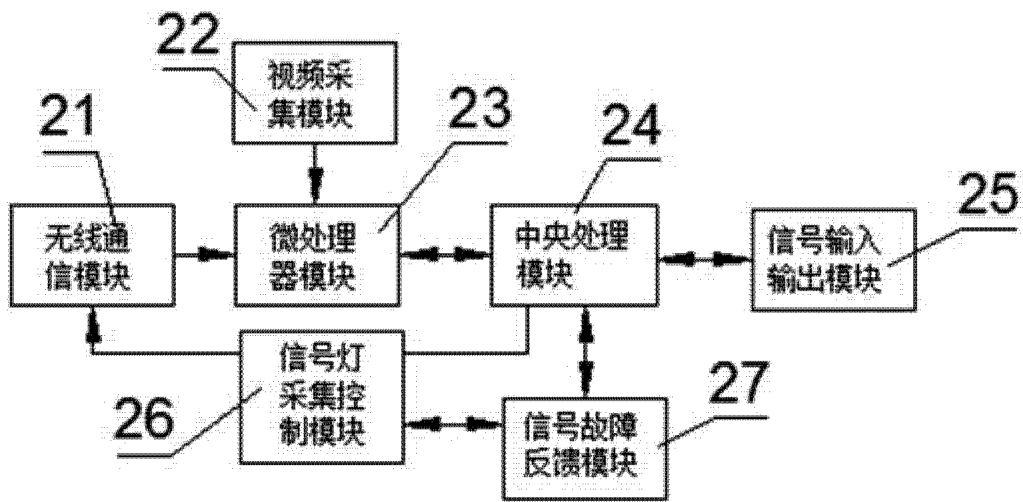 22
视频采
集模块
21
23
24
25
无线通
信模块
微处理
器模块
中央处理
模块
信号输入
输出模块
26
信号灯
采集控
制模块
27
信号故障
反馈模块